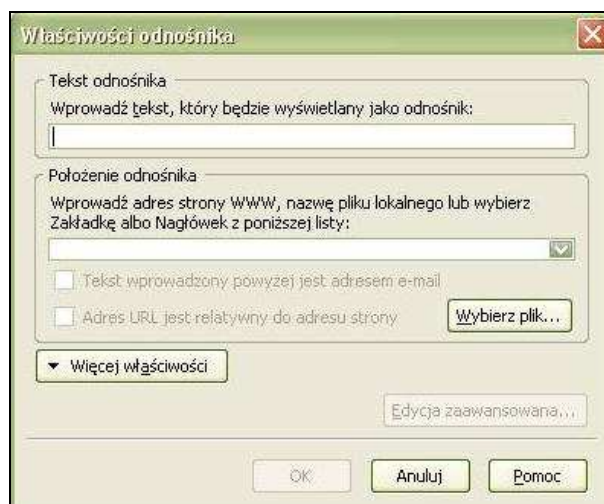 Właściwości odnośnika
Tekst odnośnika
Wprowadź tekst, który będzie wyświetlany jako odnośnik:
Położenie odnośnika
Wprowadź adres strony WWW, nazwę pliku lokalnego lub wybierz
Zakładkę albo Nagłówek z poniższej listy:
Tekst wprowadzony powyżej jest adresem e-mail
Adres URL jest relatywny do adresu strony
Wybierz plik...
Więcej właściwości
Edycja zaawansowana...
OK
Anuluj
Pomoc